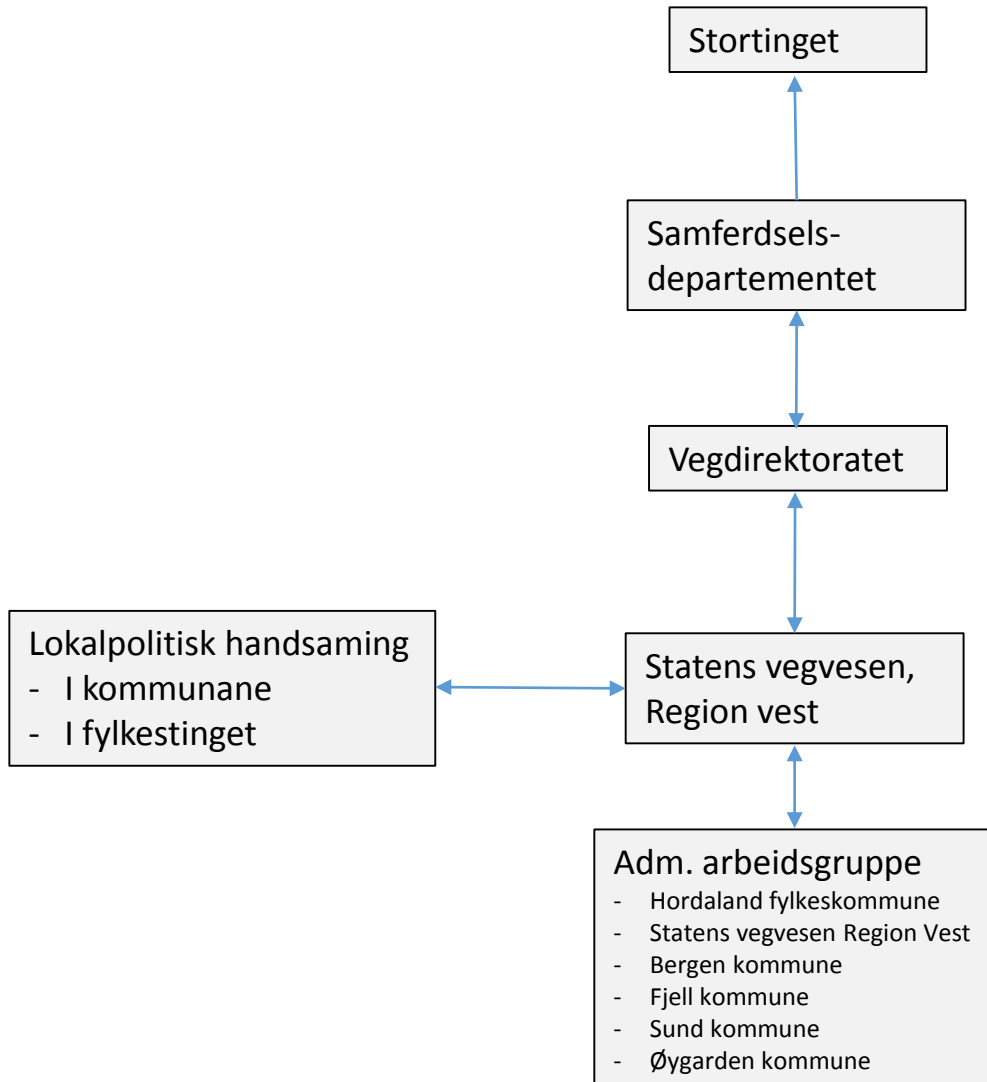 Stortinget
Samferdsels-
departementet
Vegdirektoratet
Lokalpolitisk handsaming
- I kommunane
- I fylkestinget
Statens vegvesen,
Region vest
Adm. arbeidsgruppe
- Hordaland fylkeskommune
- Statens vegvesen Region Vest
- Bergen kommune
- Fjell kommune
- Sund kommune
- Øygarden kommune